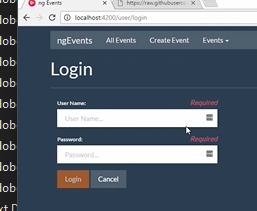 ng Events
https://raw.githubuserc
localhost:4200/user/login
ngEvents All Events Create Event Events
Login
User Name: Required
User Name...
Password: Required
Password...
Login Cancel